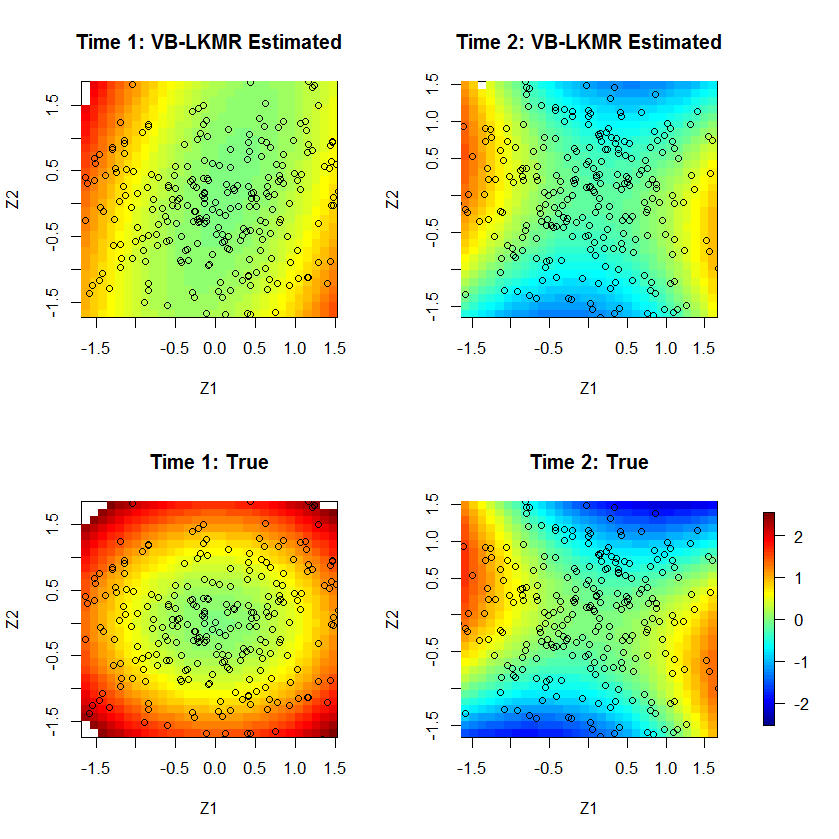 Time 1: VB-LKMR Estimated
Z2
1.5
0.5
-0.5
-1.5
-1.5 -0.5 0.0 0.5 1.0 1.5
Z1
Time 2: VB-LKMR Estimated
Z2
1.5
1.0
0.5
-0.5
-1.5
-1.5 -0.5 0.5 1.0 1.5
Z1
Time 1: True
Z2
1.5
0.5
-0.5
-1.5
-1.5 -0.5 0.0 0.5 1.0 1.5
Z1
Time 2: True
Z2
1.5
1.0
0.5
-0.5
-1.5
-1.5 -0.5 0.5 1.0 1.5
Z1
2
1
0
-1
-2